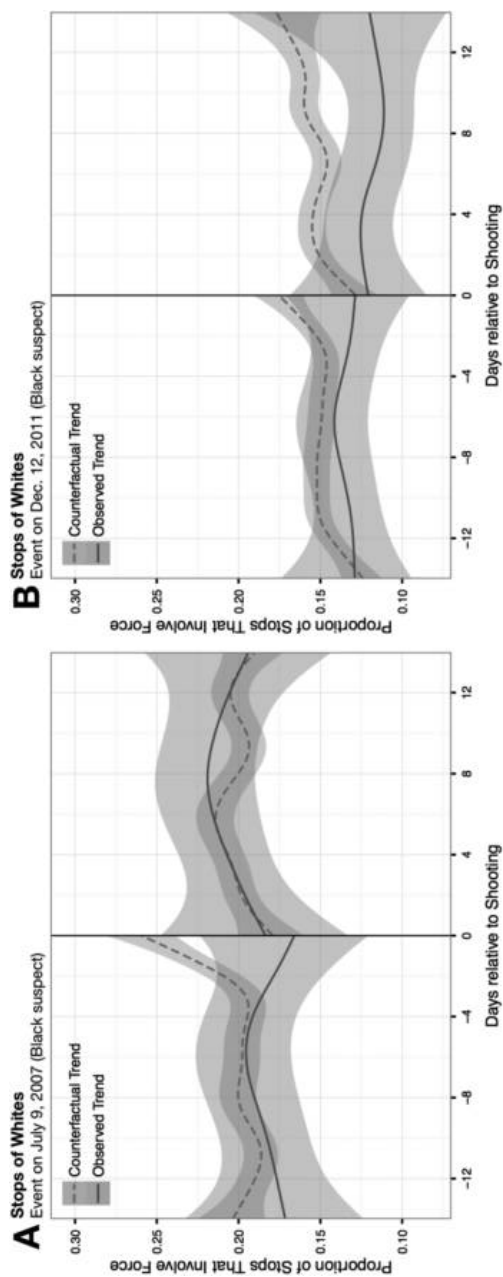 A
Stops of Whites
Event on July 9, 2007 (Black suspect)
Counterfactual Trend
Observed Trend
Proportion of Stops That Involve Force
0.30
0.25
0.20
0.15
0.10
−12
−8
−4
0
4
8
12
Days relative to Shooting
B
Stops of Whites
Event on Dec. 12, 2011 (Black suspect)
Counterfactual Trend
Observed Trend
Proportion of Stops That Involve Force
0.30
0.25
0.20
0.15
0.10
−12
−8
−4
0
4
8
12
Days relative to Shooting